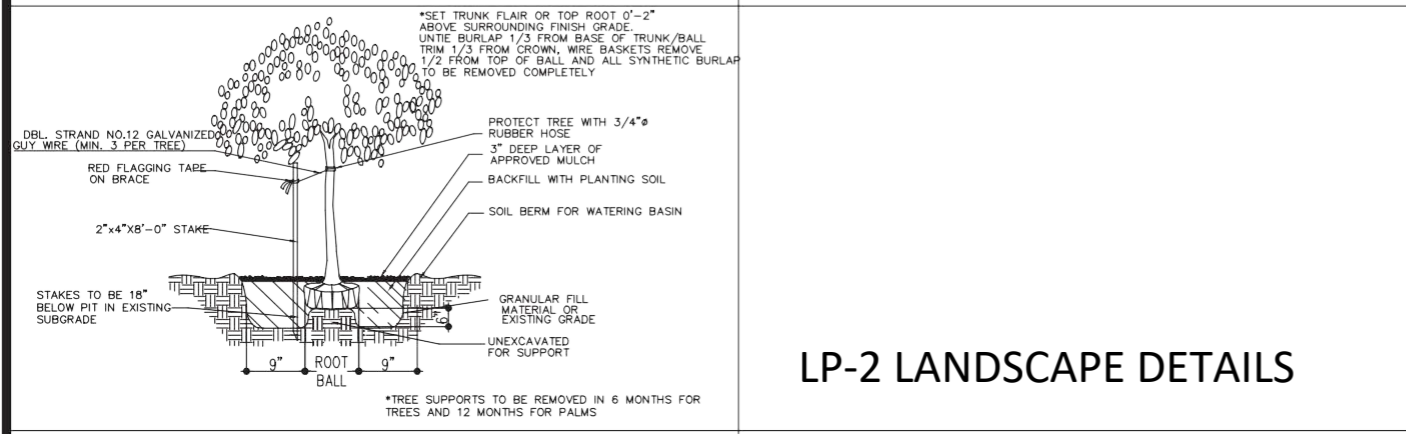 *SET TRUNK FLAIR OR TOP ROOT 0'-2"
ABOVE SURROUNDING FINISH GRADE.
UNTIE BURLAP 1/3 FROM BASE OF TRUNK/BALL
TRIM 1/3 FROM CROWN, WIRE BASKETS REMOVE
1/2 FROM TOP OF BALL AND ALL SYNTHETIC BURLAP
TO BE REMOVED COMPLETELY
DBL. STRAND NO.12 GALVANIZED
GUY WIRE (MIN. 3 PER TREE)
RED FLAGGING TAPE
ON BRACE
2"x4"X8'-0" STAKE
STAKES TO BE 18"
BELOW PIT IN EXISTING
SUBGRADE
PROTECT TREE WITH 3/4"ø
RUBBER HOSE
3" DEEP LAYER OF
APPROVED MULCH
BACKFILL WITH PLANTING SOIL
SOIL BERM FOR WATERING BASIN
GRANULAR FILL
MATERIAL OR
EXISTING GRADE
6"
UNEXCAVATED
FOR SUPPORT
9" ROOT 9"
BALL
*TREE SUPPORTS TO BE REMOVED IN 6 MONTHS FOR
TREES AND 12 MONTHS FOR PALMS
LP-2 LANDSCAPE DETAILS